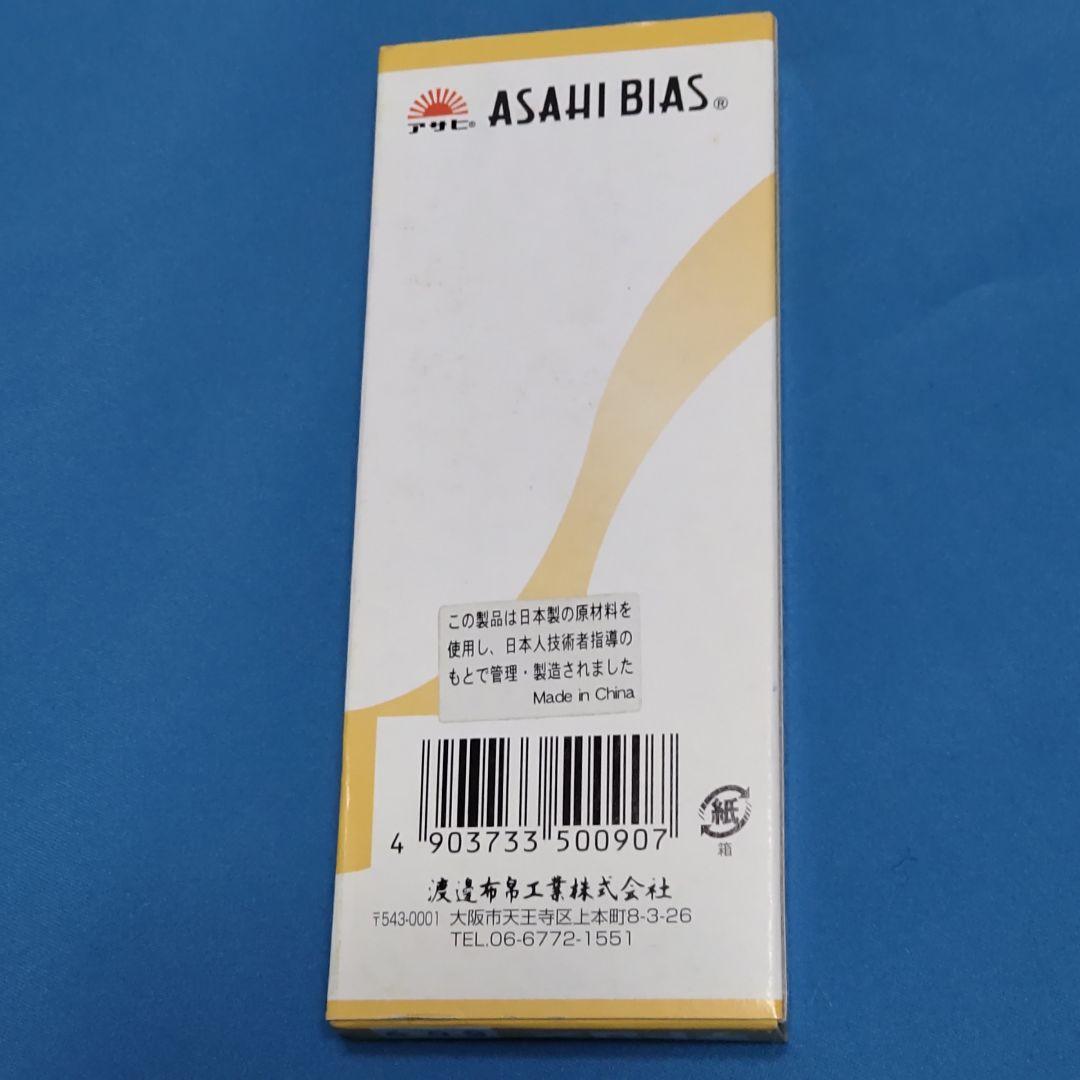 アサヒ® ASAHI BIAS®
この製品は日本製の原材料を
使用し、日本人技術者指導の
もとで管理・製造されました
Made in China
4 903733 500907
紙
箱
渡邊布帛工業株式会社
〒543-0001 大阪市天王寺区上本町8-3-26
TEL.06-6772-1551